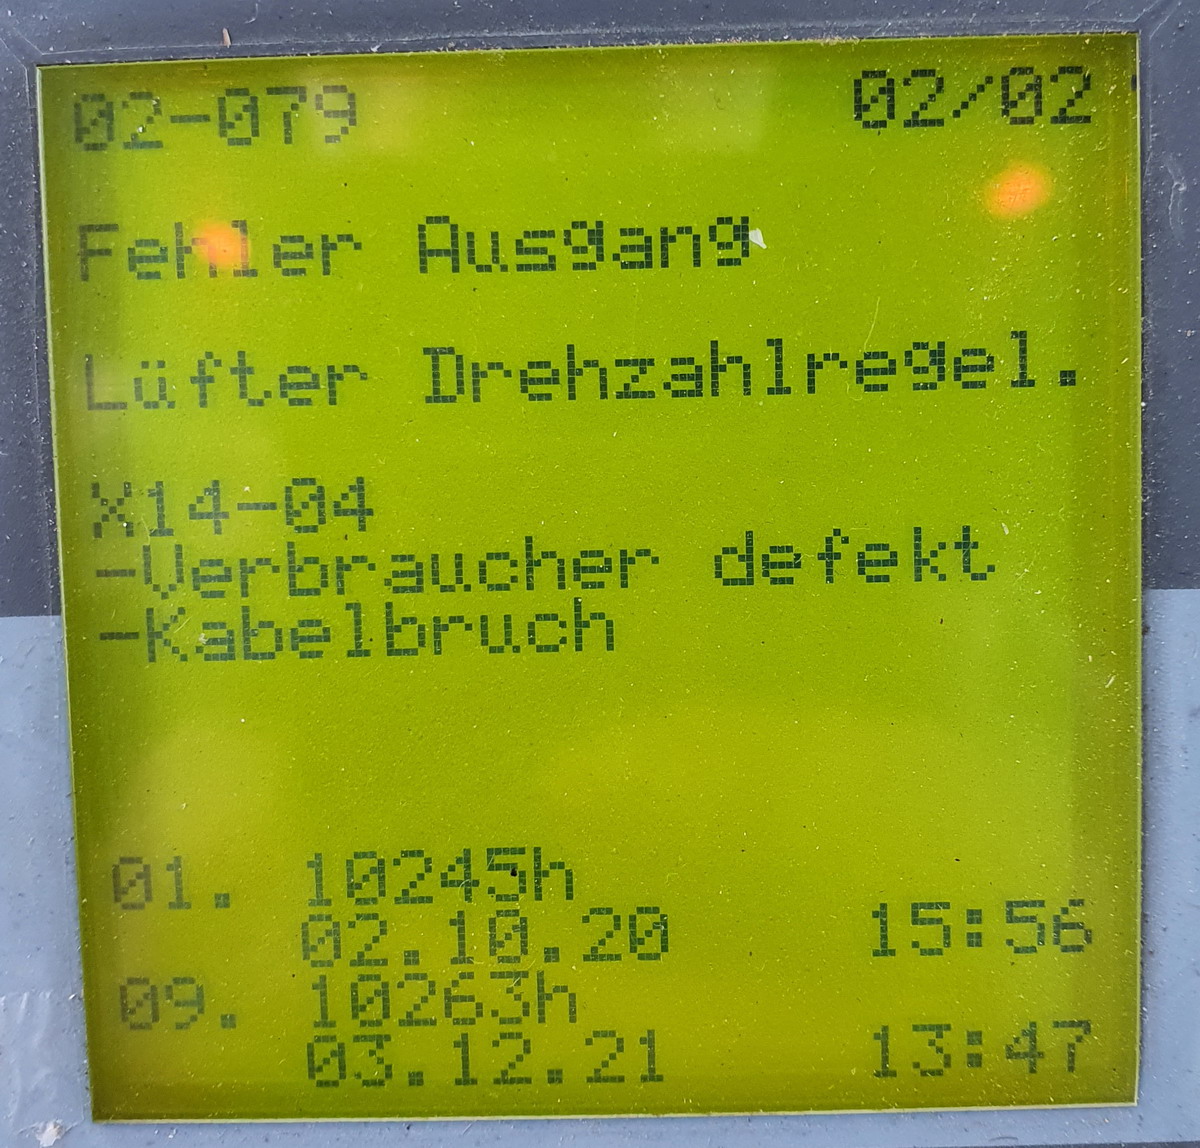 02-079 02/02
Fehler Ausgang
Lüfter Drehzahlregel.
X14-04
-Verbraucher defekt
-Kabelbruch
01. 10245h
02.10.20 15:56
09. 10263h
03.12.21 13:47